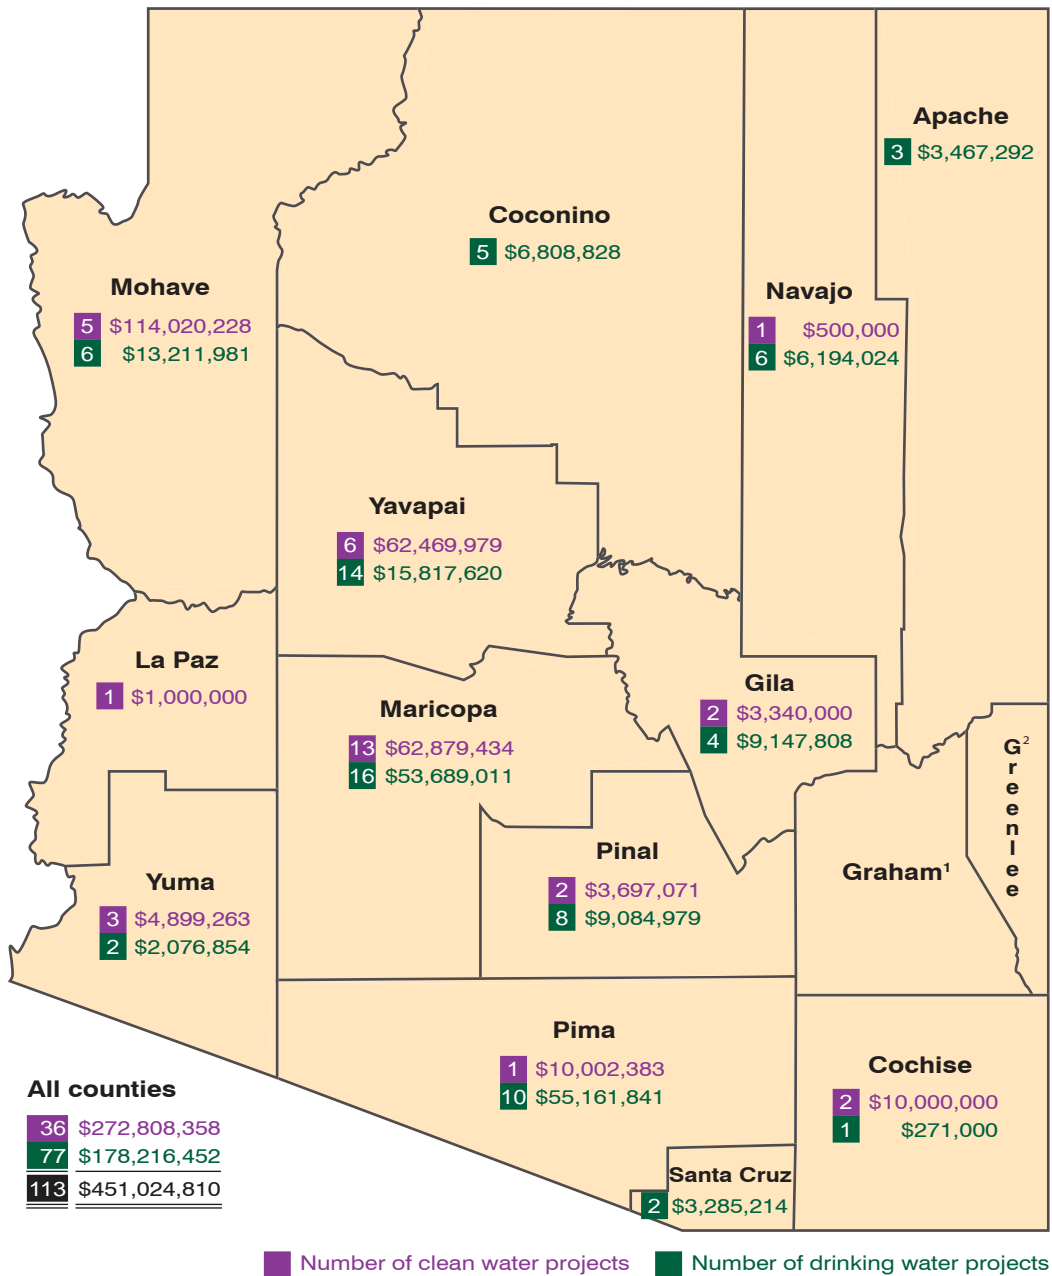 Apache
3 $3,467,292
Coconino
5 $6,808,828
Mohave
5 $114,020,228
6 $13,211,981
Navajo
1 $500,000
6 $6,194,024
Yavapai
6 $62,469,979
14 $15,817,620
La Paz
1 $1,000,000
Maricopa
13 $62,879,434
16 $53,689,011
Gila
2 $3,340,000
4 $9,147,808
G²
r
e
e
n
l
e
e
Graham¹
Pinal
2 $3,697,071
8 $9,084,979
Yuma
3 $4,899,263
2 $2,076,854
Pima
1 $10,002,383
10 $55,161,841
Cochise
2 $10,000,000
1 $271,000
Santa Cruz
2 $3,285,214
All counties
36 $272,808,358
77 $178,216,452
113 $451,024,810
Number of clean water projects
Number of drinking water projects